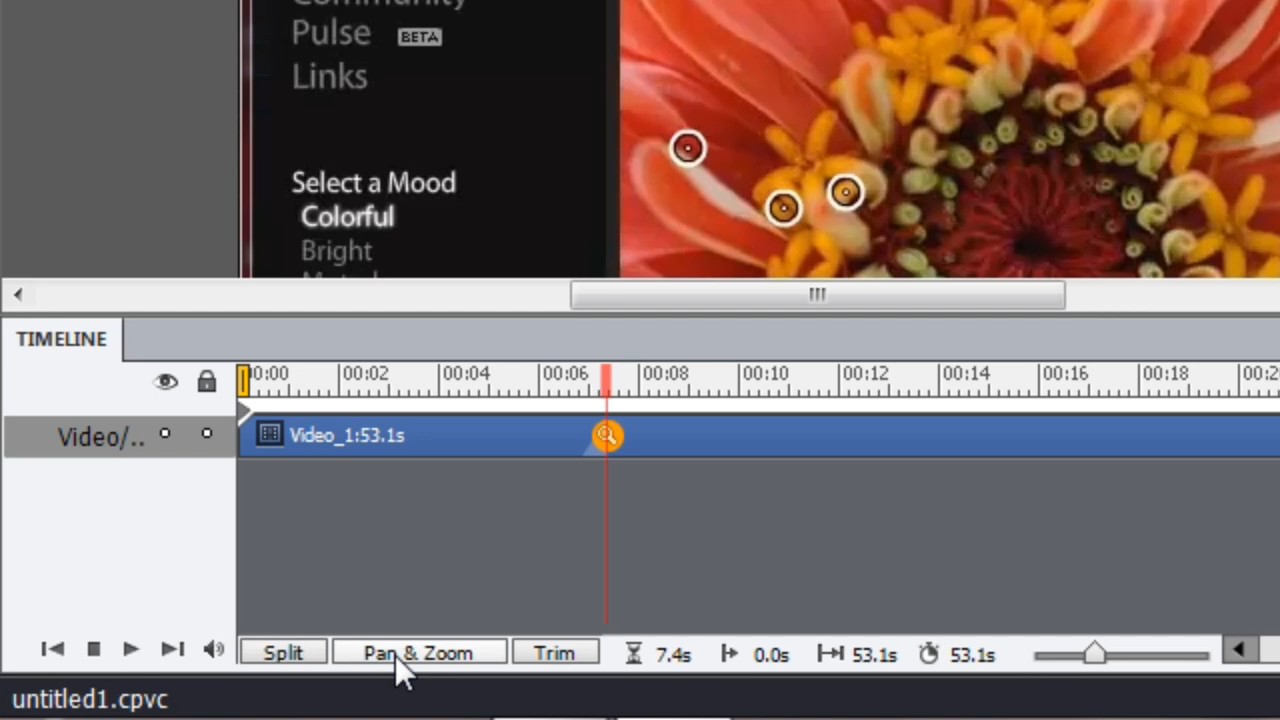 Community
Pulse BETA
Links
Select a Mood
Colorful
Bright
TIMELINE
00:00 00:02 00:04 00:06 00:08 00:10 00:12 00:14 00:16 00:18
Video/.. Video_1:53.1s
Split Pan & Zoom Trim 7.4s 0.0s 53.1s 53.1s
untitled1.cpvc